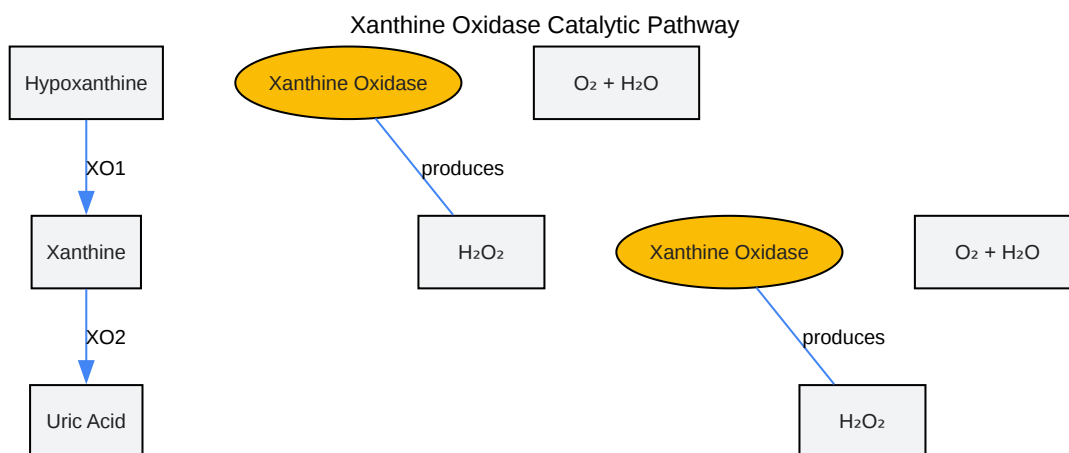 Xanthine Oxidase Catalytic Pathway
Hypoxanthine
Xanthine Oxidase
O₂ + H₂O
XO1
produces
Xanthine
H₂O₂
Xanthine Oxidase
O₂ + H₂O
XO2
produces
Uric Acid
H₂O₂